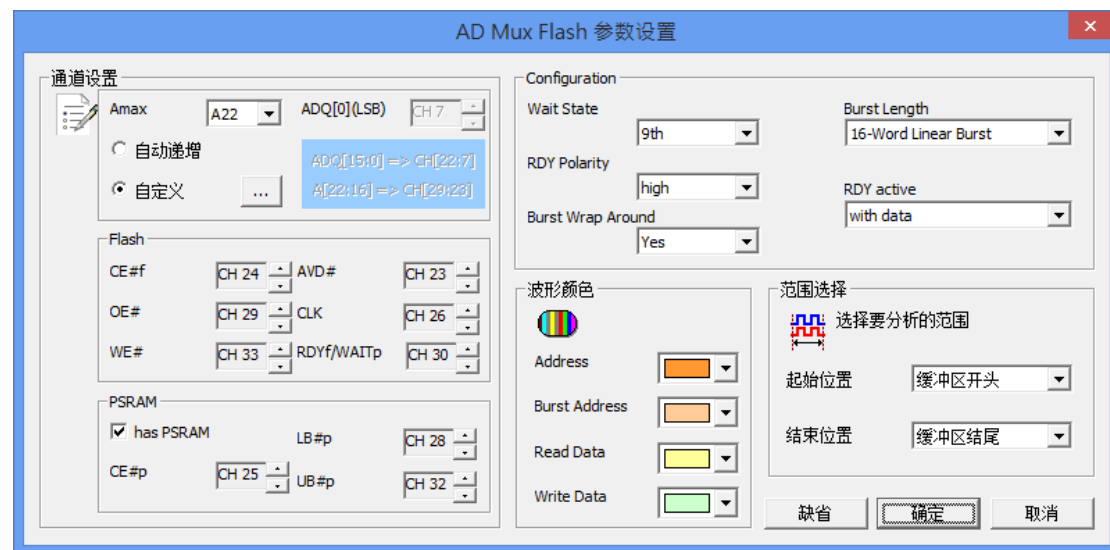 AD Mux Flash 参数设置
通道设置
Amax
A22
ADQ[0](LSB)
CH 7
自动递增
自定义
...
ADQ[15:0] => CH[22:7]
A[22:16] => CH[29:23]
Flash
CE#f
CH 24
AVD#
CH 23
OE#
CH 29
CLK
CH 26
WE#
CH 33
RDYf/WAITp
CH 30
PSRAM
has PSRAM
LB#p
CH 28
CE#p
CH 25
UB#p
CH 32
Configuration
Wait State
9th
Burst Length
16-Word Linear Burst
RDY Polarity
high
RDY active
with data
Burst Wrap Around
Yes
波形颜色
Address
Burst Address
Read Data
Write Data
范围选择
选择要分析的范围
起始位置
缓冲区开头
结束位置
缓冲区结尾
缺省
确定
取消